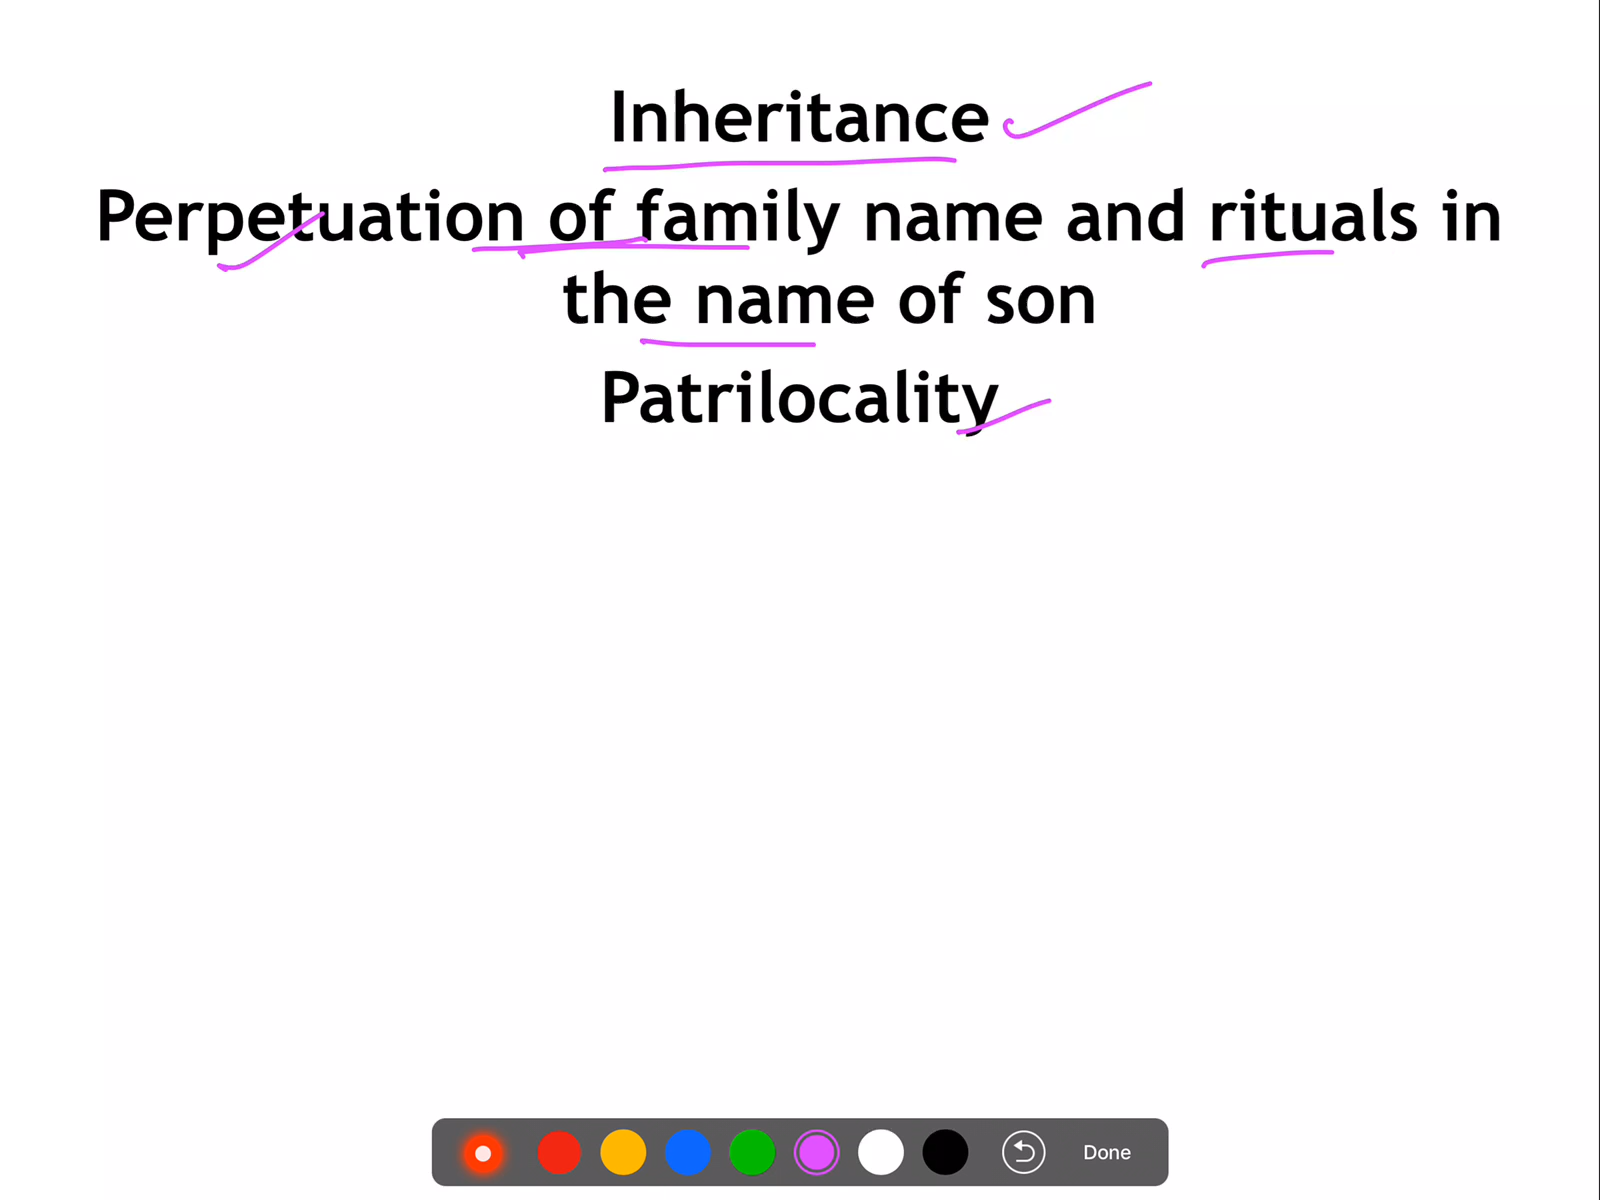 Inheritance
Perpetuation of family name and rituals in
the name of son
Patrilocality
Done